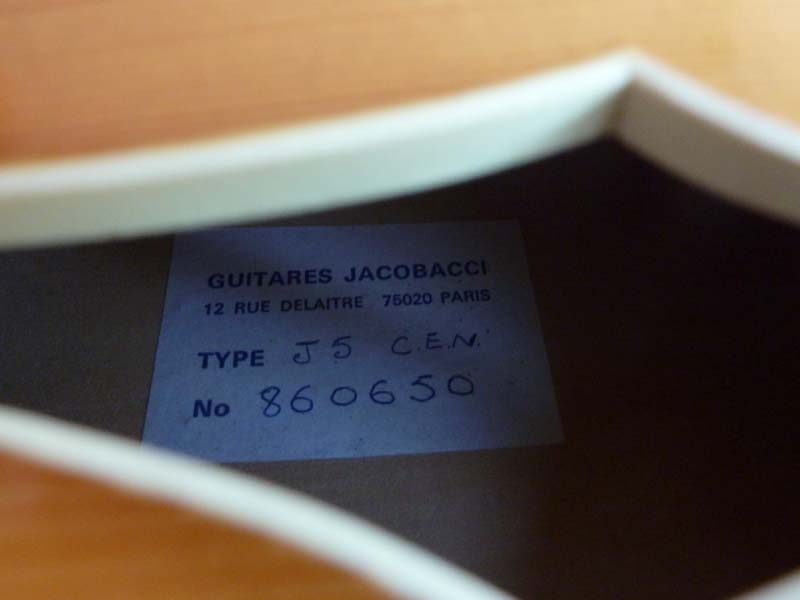 GUITARES JACOBACCI
12 RUE DELAITRE 75020 PARIS
TYPE J5 C.E.N.
No 860650